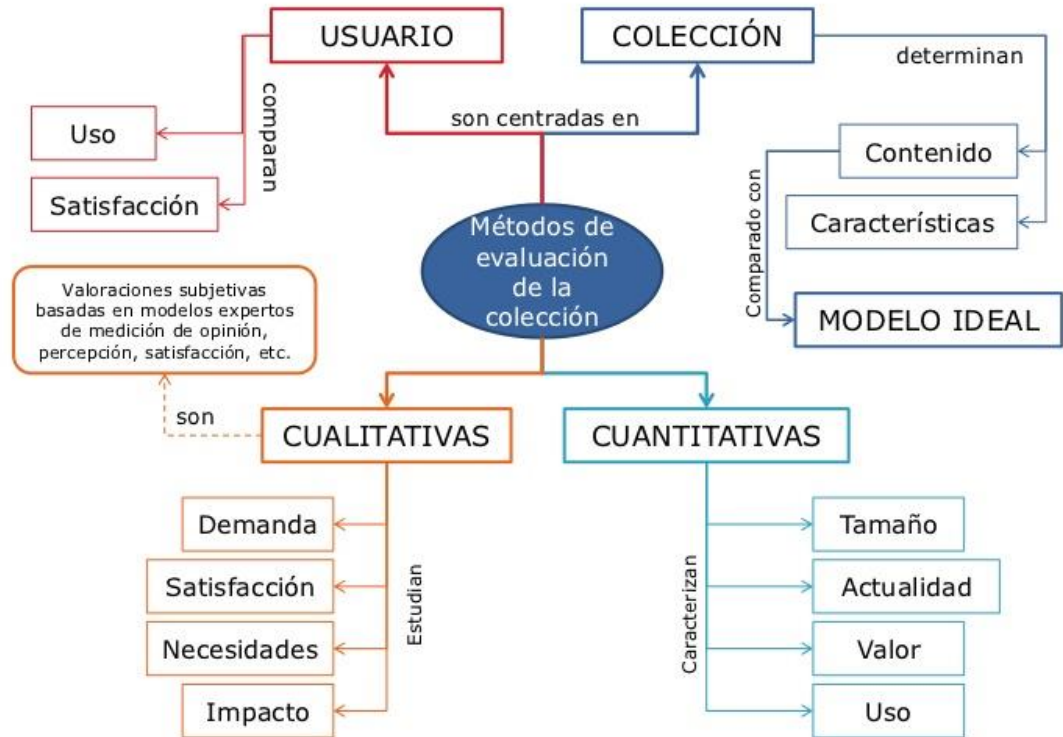 USUARIO
COLECCIÓN
determinan
son centradas en
comparan
Uso
Satisfacción
Contenido
Características
Comparado con
MODELO IDEAL
Métodos de
evaluación
de la
colección
Valoraciones subjetivas
basadas en modelos expertos
de medición de opinión,
percepción, satisfacción, etc.
son
CUALITATIVAS
CUANTITATIVAS
Demanda
Satisfacción
Necesidades
Impacto
Estudian
Caracterizan
Tamaño
Actualidad
Valor
Uso